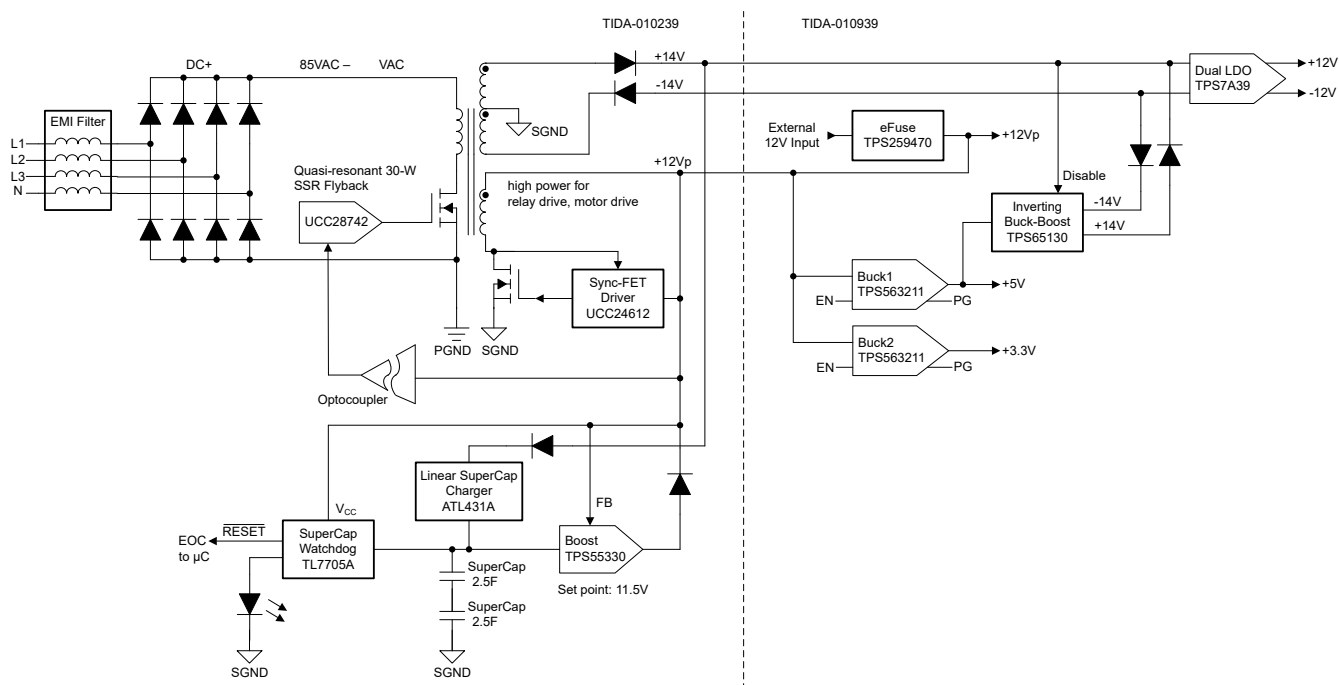 TIDA-010239
TIDA-010939
DC+
85VAC – VAC
+14V
-14V
Dual LDO
TPS7A39
+12V
-12V
EMI Filter
L1
L2
L3
N
SGND
External
12V Input
eFuse
TPS259470
+12Vp
+12Vp
Quasi-resonant 30-W
SSR Flyback
UCC28742
high power for
relay drive, motor drive
Disable
Inverting
Buck-Boost
TPS65130
-14V
+14V
Sync-FET
Driver
UCC24612
Buck1
TPS563211
EN
PG
+5V
PGND
SGND
Buck2
TPS563211
EN
PG
+3.3V
Optocoupler
Linear SuperCap
Charger
ATL431A
FB
VCC
RESET
EOC
to µC
SuperCap
Watchdog
TL7705A
Boost
TPS55330
Set point: 11.5V
SuperCap
2.5F
SuperCap
2.5F
SGND
SGND